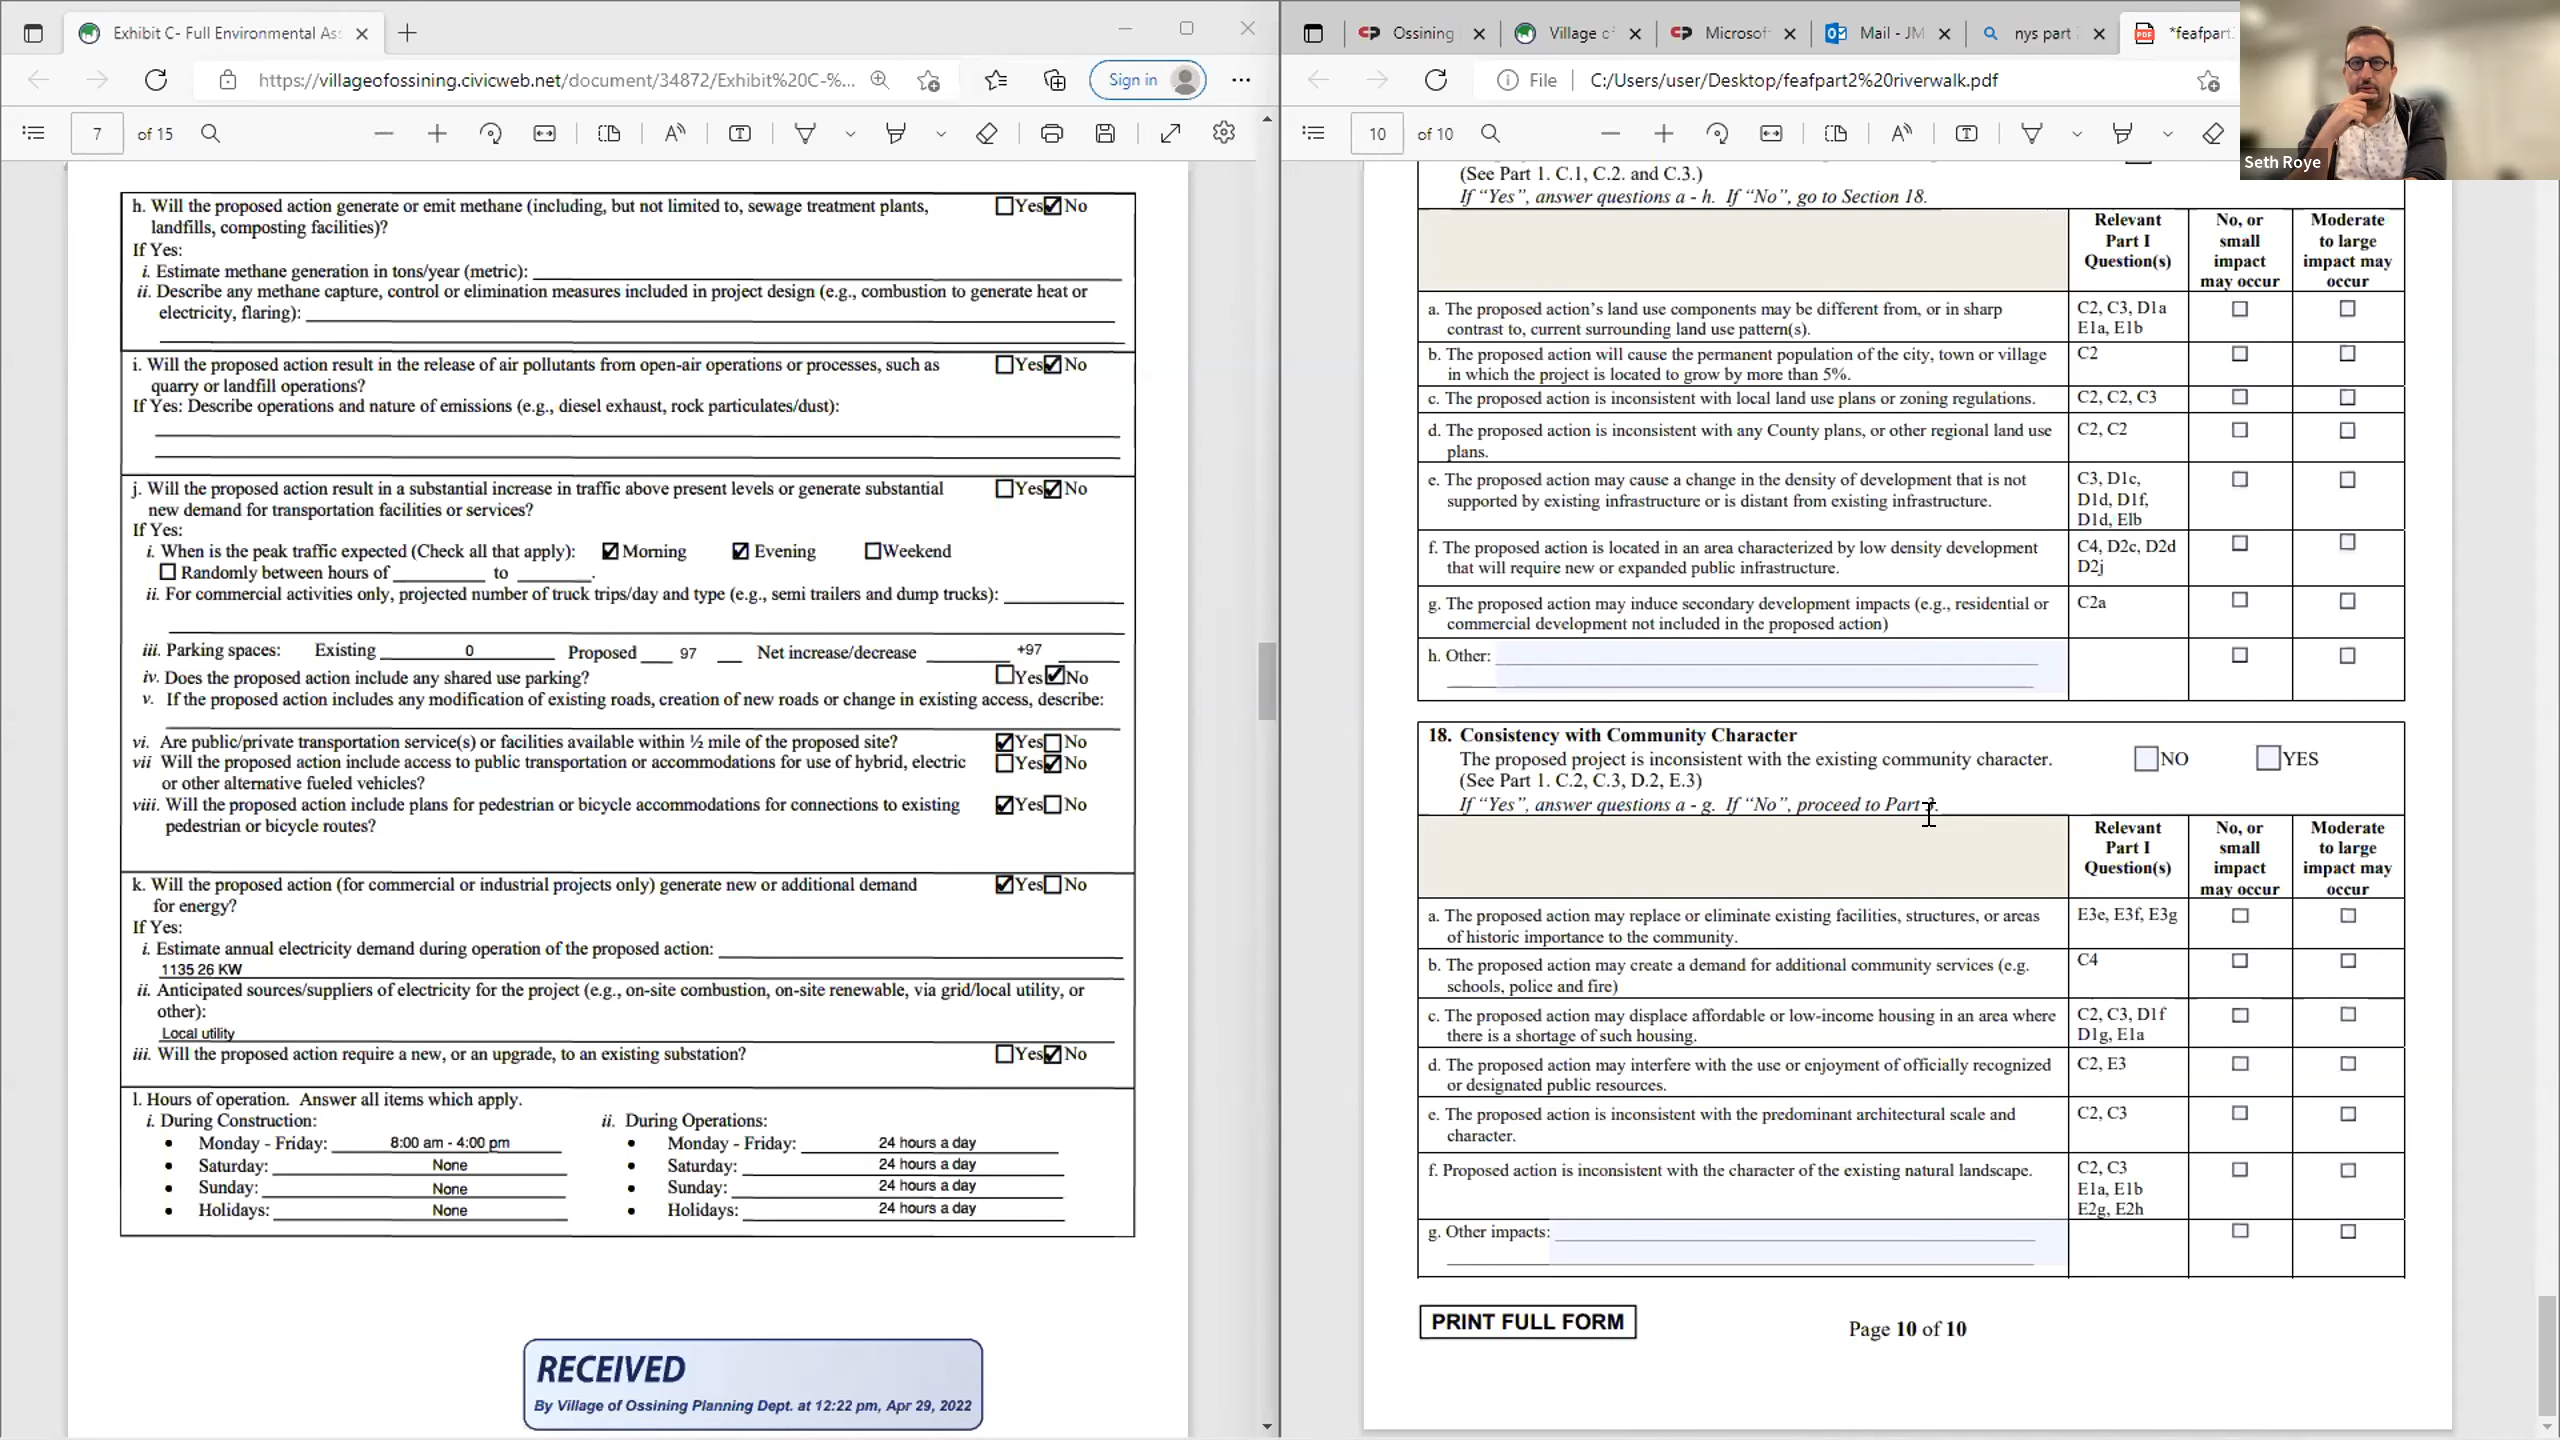 Exhibit C- Full Environmental As
https://villageofossining.civicweb.net/document/34872/Exhibit%20C-%...
Sign in
7 of 15
h. Will the proposed action generate or emit methane (including, but not limited to, sewage treatment plants, Yes No
landfills, composting facilities)?
If Yes:
i. Estimate methane generation in tons/year (metric):
ii. Describe any methane capture, control or elimination measures included in project design (e.g., combustion to generate heat or
electricity, flaring):
i. Will the proposed action result in the release of air pollutants from open-air operations or processes, such as Yes No
quarry or landfill operations?
If Yes: Describe operations and nature of emissions (e.g., diesel exhaust, rock particulates/dust):
j. Will the proposed action result in a substantial increase in traffic above present levels or generate substantial Yes No
new demand for transportation facilities or services?
If Yes:
i. When is the peak traffic expected (Check all that apply): Morning Evening Weekend
Randomly between hours of to .
ii. For commercial activities only, projected number of truck trips/day and type (e.g., semi trailers and dump trucks):
iii. Parking spaces: Existing 0 Proposed 97 Net increase/decrease +97
iv. Does the proposed action include any shared use parking? Yes No
v. If the proposed action includes any modification of existing roads, creation of new roads or change in existing access, describe:
vi. Are public/private transportation service(s) or facilities available within ½ mile of the proposed site? Yes No
vii Will the proposed action include access to public transportation or accommodations for use of hybrid, electric Yes No
or other alternative fueled vehicles?
viii. Will the proposed action include plans for pedestrian or bicycle accommodations for connections to existing Yes No
pedestrian or bicycle routes?
k. Will the proposed action (for commercial or industrial projects only) generate new or additional demand Yes No
for energy?
If Yes:
i. Estimate annual electricity demand during operation of the proposed action:
1135 26 KW
ii. Anticipated sources/suppliers of electricity for the project (e.g., on-site combustion, on-site renewable, via grid/local utility, or
other):
Local utility
iii. Will the proposed action require a new, or an upgrade, to an existing substation? Yes No
l. Hours of operation. Answer all items which apply.
i. During Construction: ii. During Operations:
• Monday - Friday: 8:00 am - 4:00 pm • Monday - Friday: 24 hours a day
• Saturday: None • Saturday: 24 hours a day
• Sunday: None • Sunday: 24 hours a day
• Holidays: None • Holidays: 24 hours a day
RECEIVED
By Village of Ossining Planning Dept. at 12:22 pm, Apr 29, 2022
Ossining Village of Microsof Mail - JM nys part *feafpart
File C:/Users/user/Desktop/feafpart2%20riverwalk.pdf
10 of 10
Seth Roye
(See Part 1. C.1, C.2. and C.3.)
If “Yes”, answer questions a - h. If “No”, go to Section 18.
Relevant Part I Question(s)
No, or small impact may occur
Moderate to large impact may occur
a. The proposed action’s land use components may be different from, or in sharp C2, C3, D1a
contrast to, current surrounding land use pattern(s). E1a, E1b
b. The proposed action will cause the permanent population of the city, town or village C2
in which the project is located to grow by more than 5%.
c. The proposed action is inconsistent with local land use plans or zoning regulations. C2, C2, C3
d. The proposed action is inconsistent with any County plans, or other regional land use C2, C2
plans.
e. The proposed action may cause a change in the density of development that is not C3, D1c,
supported by existing infrastructure or is distant from existing infrastructure. D1d, D1f,
D1d, Elb
f. The proposed action is located in an area characterized by low density development C4, D2c, D2d
that will require new or expanded public infrastructure. D2j
g. The proposed action may induce secondary development impacts (e.g., residential or C2a
commercial development not included in the proposed action)
h. Other:
18. Consistency with Community Character
The proposed project is inconsistent with the existing community character. NO YES
(See Part 1. C.2, C.3, D.2, E.3)
If “Yes”, answer questions a - g. If “No”, proceed to Part 3.
Relevant Part I Question(s)
No, or small impact may occur
Moderate to large impact may occur
a. The proposed action may replace or eliminate existing facilities, structures, or areas E3e, E3f, E3g
of historic importance to the community.
b. The proposed action may create a demand for additional community services (e.g. C4
schools, police and fire)
c. The proposed action may displace affordable or low-income housing in an area where C2, C3, D1f
there is a shortage of such housing. D1g, E1a
d. The proposed action may interfere with the use or enjoyment of officially recognized C2, E3
or designated public resources.
e. The proposed action is inconsistent with the predominant architectural scale and C2, C3
character.
f. Proposed action is inconsistent with the character of the existing natural landscape. C2, C3
E1a, E1b
E2g, E2h
g. Other impacts:
PRINT FULL FORM
Page 10 of 10